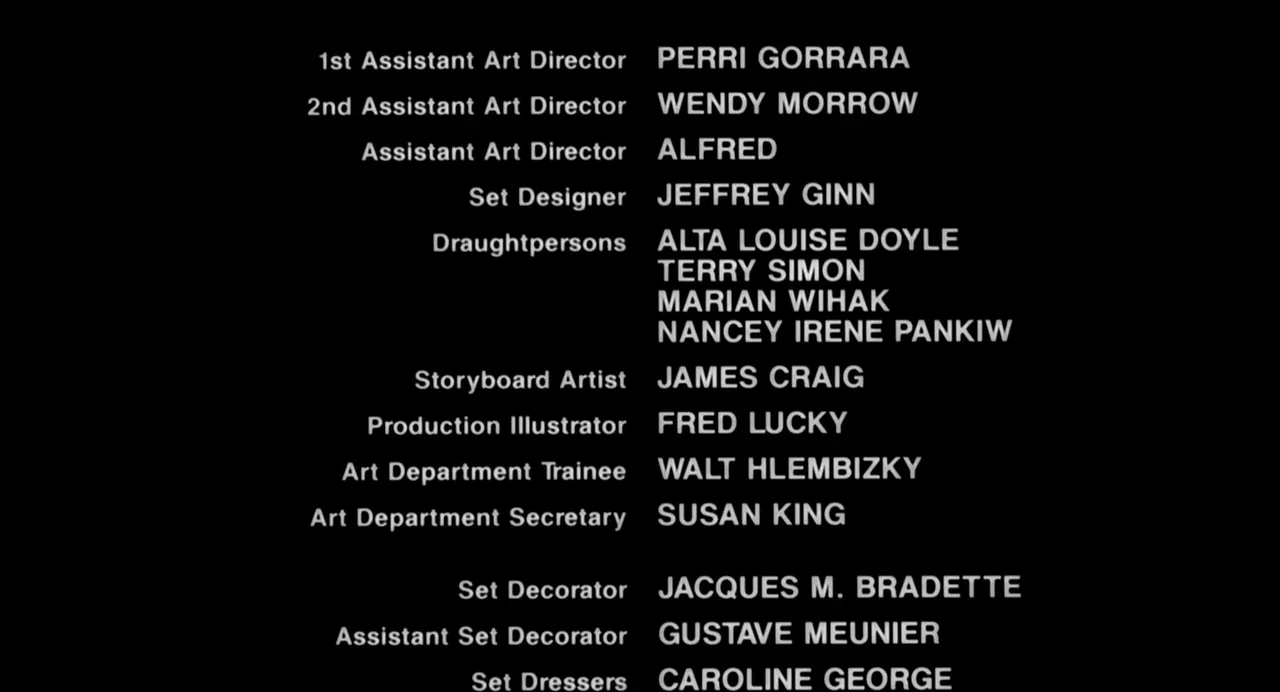 1st Assistant Art Director PERRI GORRARA
2nd Assistant Art Director WENDY MORROW
Assistant Art Director ALFRED
Set Designer JEFFREY GINN
Draughtpersons ALTA LOUISE DOYLE
TERRY SIMON
MARIAN WIHAK
NANCEY IRENE PANKIW
Storyboard Artist JAMES CRAIG
Production Illustrator FRED LUCKY
Art Department Trainee WALT HLEMBIZKY
Art Department Secretary SUSAN KING
Set Decorator JACQUES M. BRADETTE
Assistant Set Decorator GUSTAVE MEUNIER
Set Dressers CAROLINE GEORGE